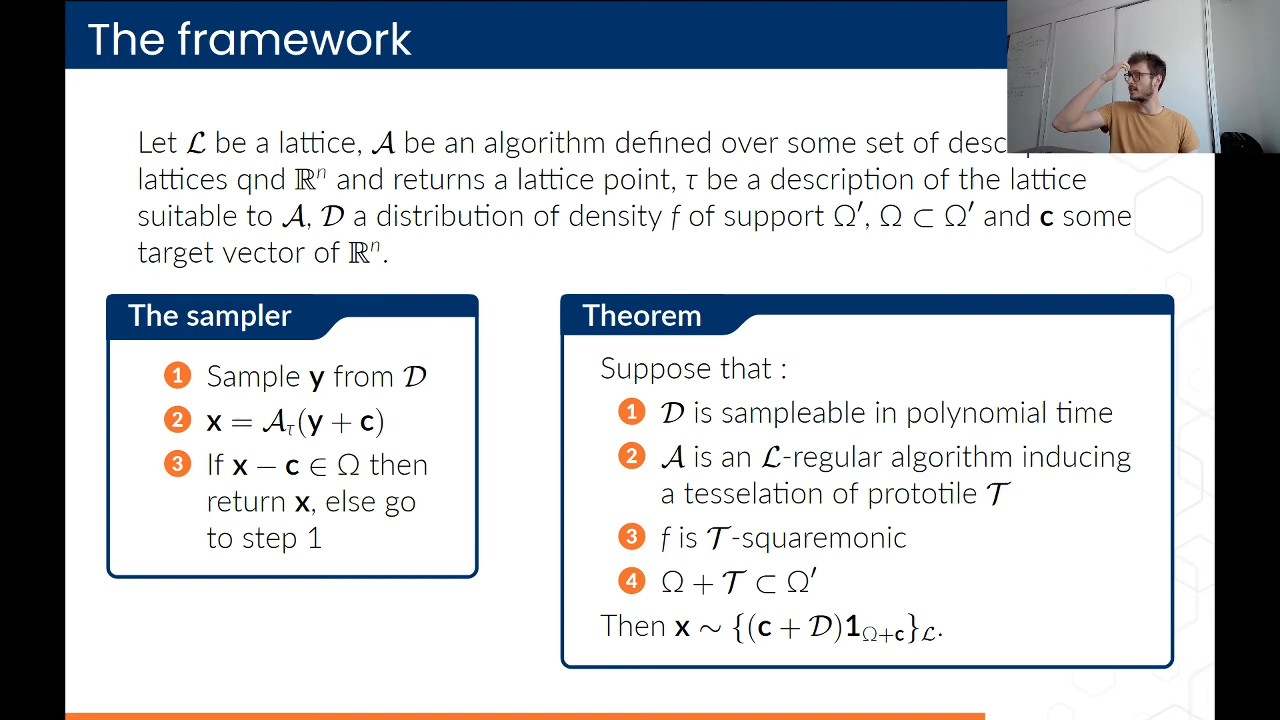 The framework
Let ℒ be a lattice, 𝒜 be an algorithm defined over some set of
lattices qnd ℝⁿ and returns a lattice point, τ be a description of the lattice
suitable to 𝒜, 𝒟 a distribution of density f of support Ω′, Ω ⊂ Ω′ and c some
target vector of ℝⁿ.
The sampler
1 Sample y from 𝒟
2 x = 𝒜τ(y + c)
3 If x − c ∈ Ω then
return x, else go
to step 1
Theorem
Suppose that :
1 𝒟 is sampleable in polynomial time
2 𝒜 is an ℒ-regular algorithm inducing
a tesselation of prototile 𝒯
3 f is 𝒯-squaremonic
4 Ω + 𝒯 ⊂ Ω′
Then x ∼ {(c + 𝒟)1_{Ω+c}}_ℒ.